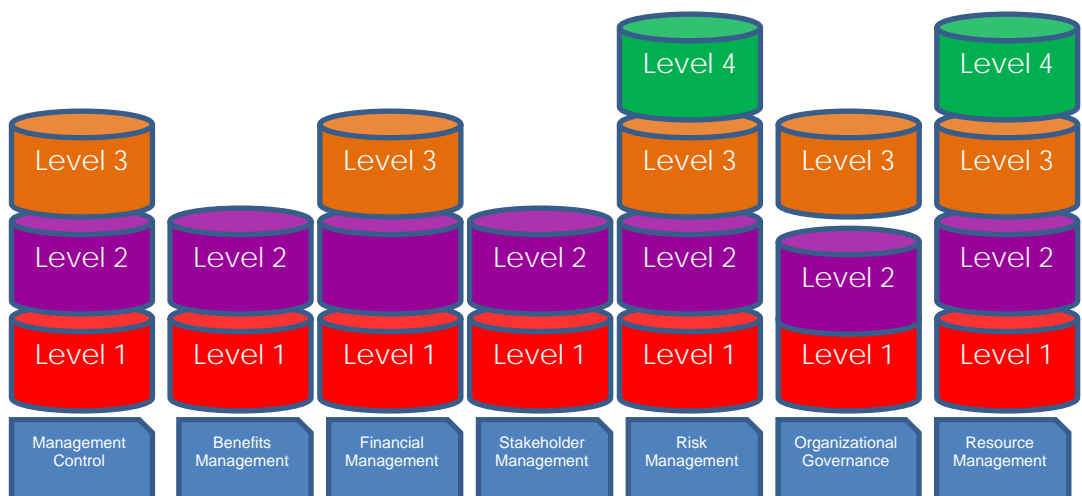 Level 4 Level 4
Level 3 Level 3 Level 3 Level 3 Level 3
Level 2 Level 2 Level 2 Level 2 Level 2 Level 2
Level 1 Level 1 Level 1 Level 1 Level 1 Level 1 Level 1
Management
Control
Benefits
Management
Financial
Management
Stakeholder
Management
Risk
Management
Organizational
Governance
Resource
Management